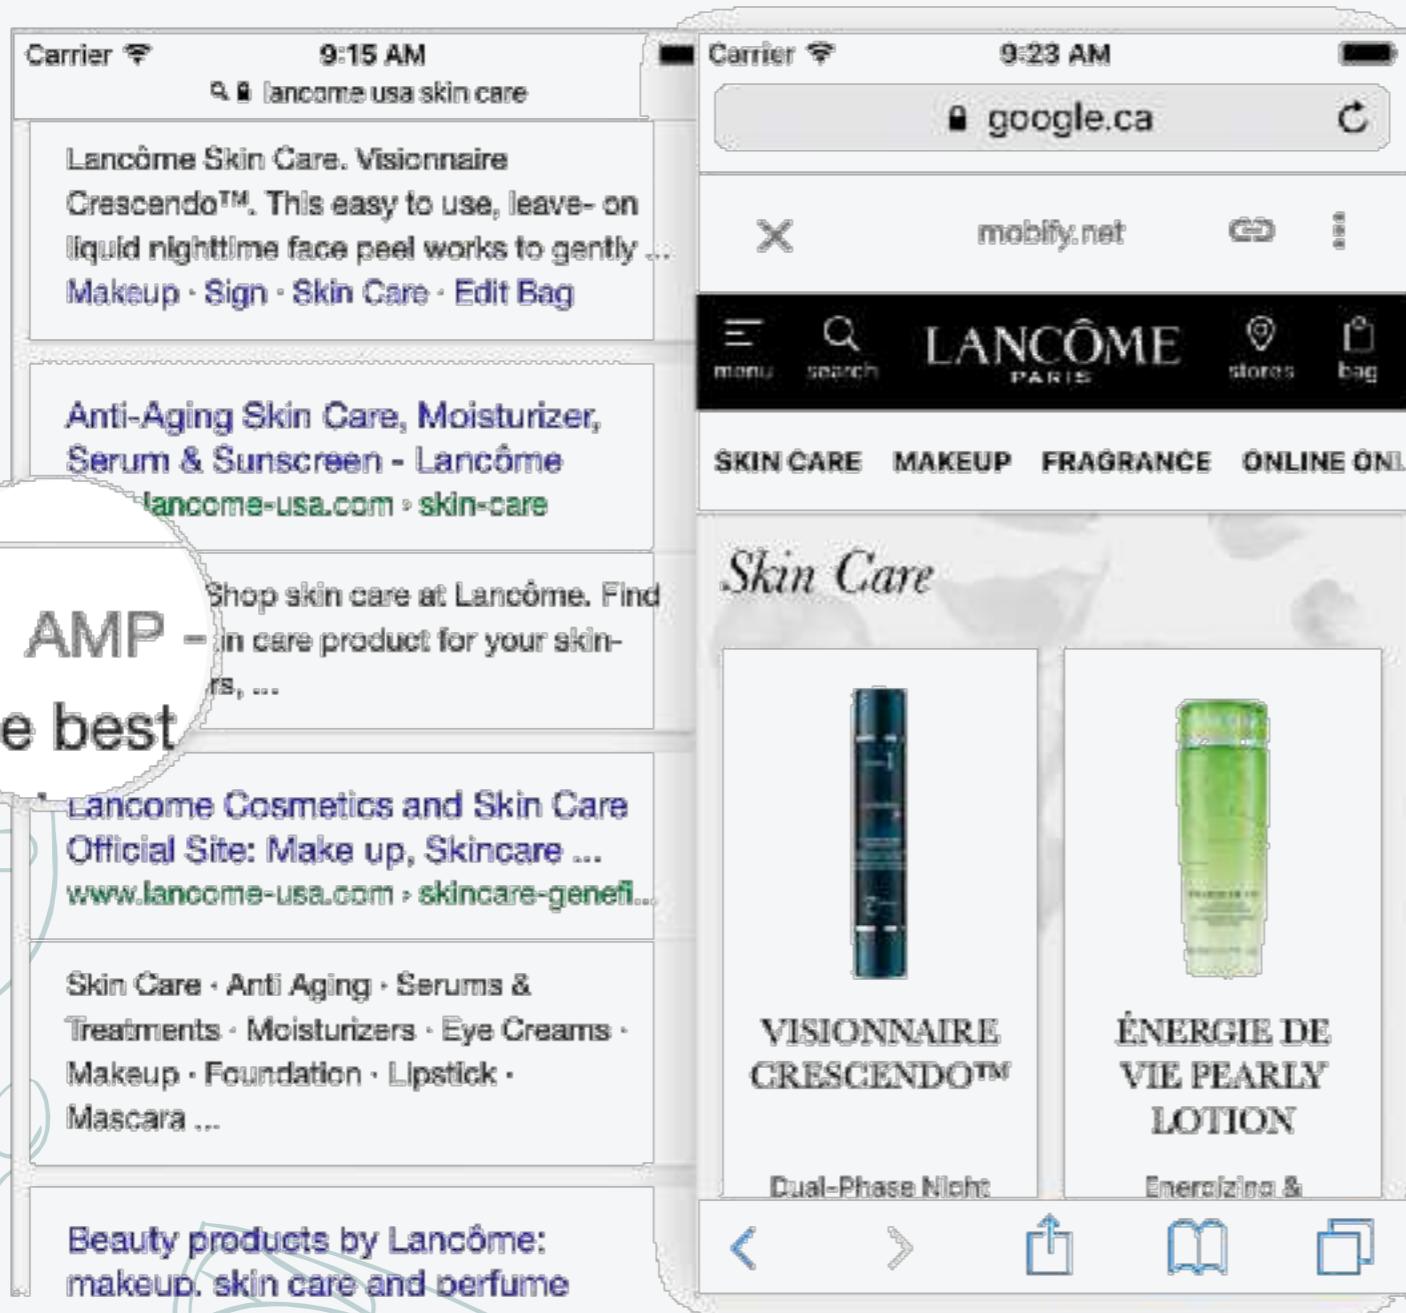 Carrier
9:15 AM
lancome usa skin care
Lancôme Skin Care. Visionnaire
Crescendo™. This easy to use, leave- on
liquid nighttime face peel works to gently ...
Makeup · Sign · Skin Care · Edit Bag
Anti-Aging Skin Care, Moisturizer,
Serum & Sunscreen - Lancôme
lancome-usa.com › skin-care
AMP -
e best
Shop skin care at Lancôme. Find
in care product for your skin-
rs, ...
Lancome Cosmetics and Skin Care
Official Site: Make up, Skincare ...
www.lancome-usa.com › skincare-genefi...
Skin Care · Anti Aging · Serums &
Treatments · Moisturizers · Eye Creams ·
Makeup · Foundation · Lipstick ·
Mascara ...
Beauty products by Lancôme:
makeup, skin care and perfume
Carrier
9:23 AM
google.ca
mobify.net
menu
search
LANCÔME
PARIS
stores
bag
SKIN CARE MAKEUP FRAGRANCE ONLINE ONL
Skin Care
VISIONNAIRE
CRESCENDO™
Dual-Phase Night
ÉNERGIE DE
VIE PEARLY
LOTION
Energizing &